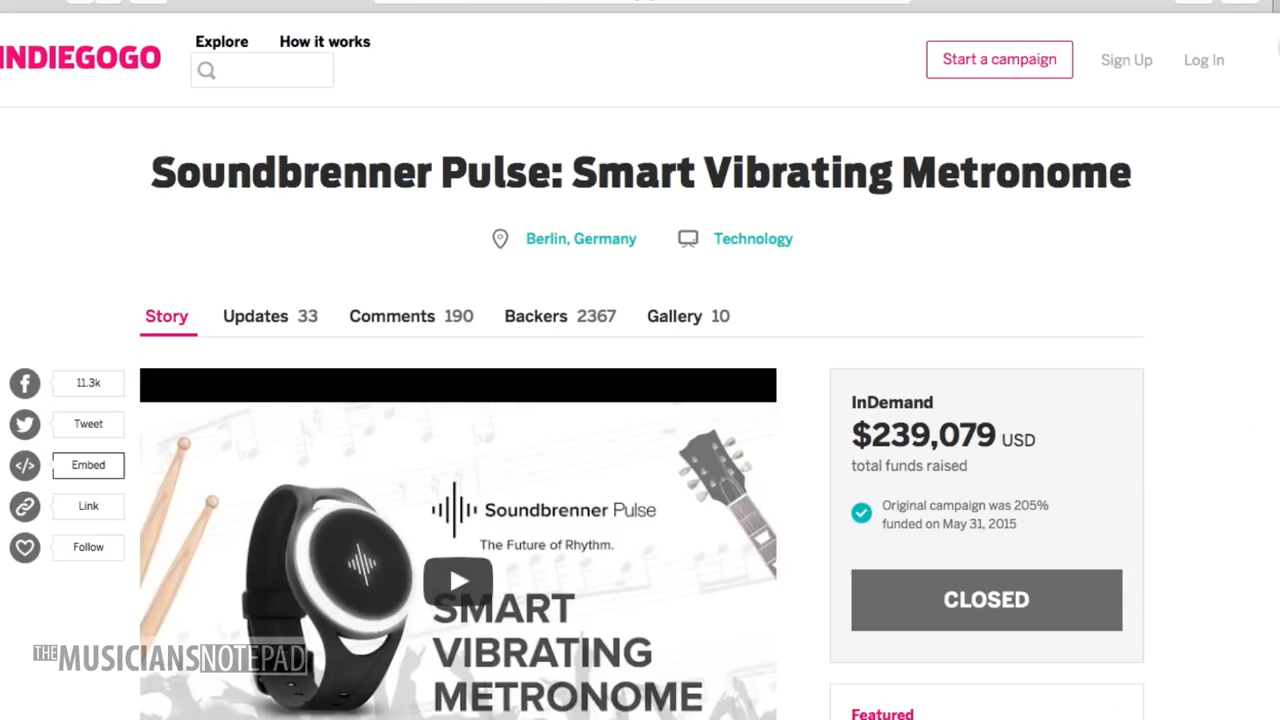 INDIEGOGO
Explore How it works
Start a campaign Sign Up Log In
Soundbrenner Pulse: Smart Vibrating Metronome
Berlin, Germany Technology
Story Updates 33 Comments 190 Backers 2367 Gallery 10
11.3k
Tweet
Embed
Link
Follow
Soundbrenner Pulse
The Future of Rhythm.
SMART
VIBRATING
METRONOME
InDemand
$239,079 USD
total funds raised
Original campaign was 205%
funded on May 31, 2015
CLOSED
Featured
THE MUSICIANSNOTEPAD